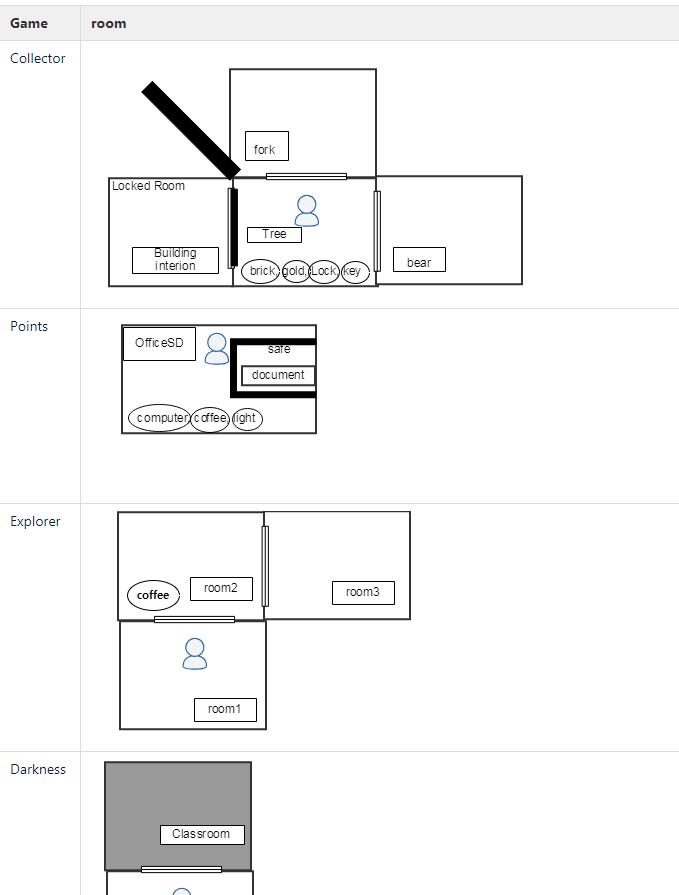 Game room
Collector
fork
Locked Room
Tree
Building
interion
brick, gold, Lock, key
bear
Points
OfficeSD
safe
document
computer, coffee, light
Explorer
coffee
room2
room3
room1
Darkness
Classroom